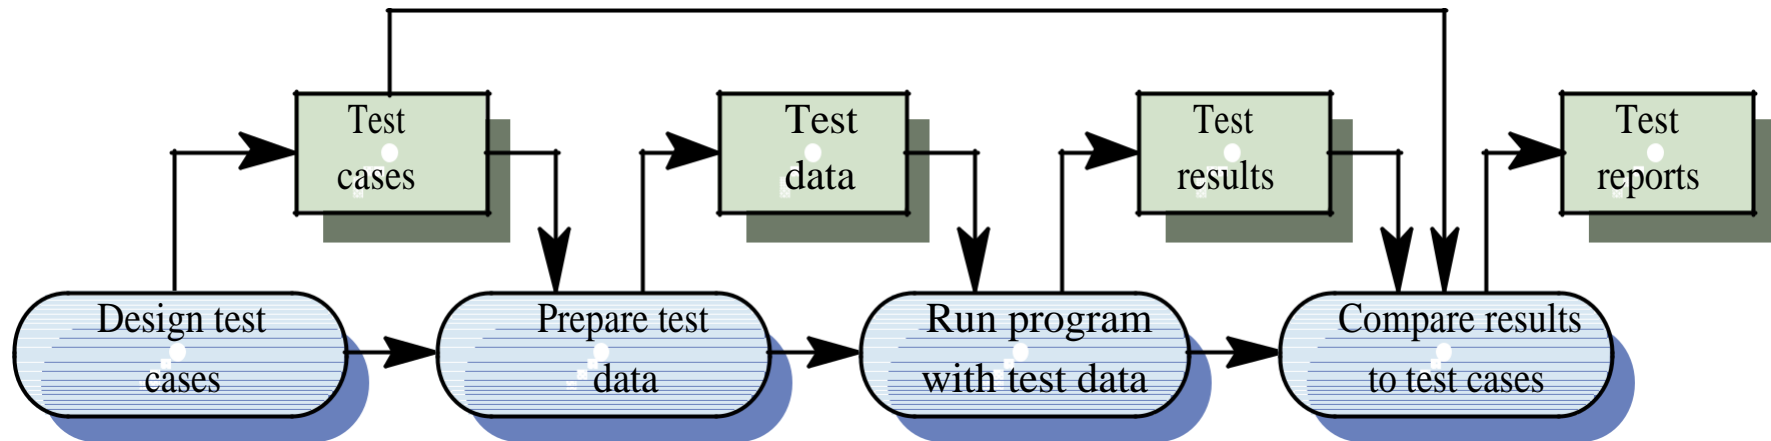 Test
cases
Test
data
Test
results
Test
reports
Design test
cases
Prepare test
data
Run program
with test data
Compare results
to test cases